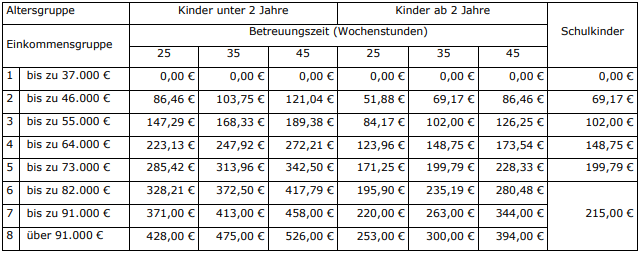 Altersgruppe Kinder unter 2 Jahre Kinder ab 2 Jahre Schulkinder
Einkommensgruppe Betreuungszeit (Wochenstunden)
25 35 45 25 35 45
1 bis zu 37.000 € 0,00 € 0,00 € 0,00 € 0,00 € 0,00 € 0,00 € 0,00 €
2 bis zu 46.000 € 86,46 € 103,75 € 121,04 € 51,88 € 69,17 € 86,46 € 69,17 €
3 bis zu 55.000 € 147,29 € 168,33 € 189,38 € 84,17 € 102,00 € 126,25 € 102,00 €
4 bis zu 64.000 € 223,13 € 247,92 € 272,21 € 123,96 € 148,75 € 173,54 € 148,75 €
5 bis zu 73.000 € 285,42 € 313,96 € 342,50 € 171,25 € 199,79 € 228,33 € 199,79 €
6 bis zu 82.000 € 328,21 € 372,50 € 417,79 € 195,90 € 235,19 € 280,48 €
7 bis zu 91.000 € 371,00 € 413,00 € 458,00 € 220,00 € 263,00 € 344,00 € 215,00 €
8 über 91.000 € 428,00 € 475,00 € 526,00 € 253,00 € 300,00 € 394,00 €